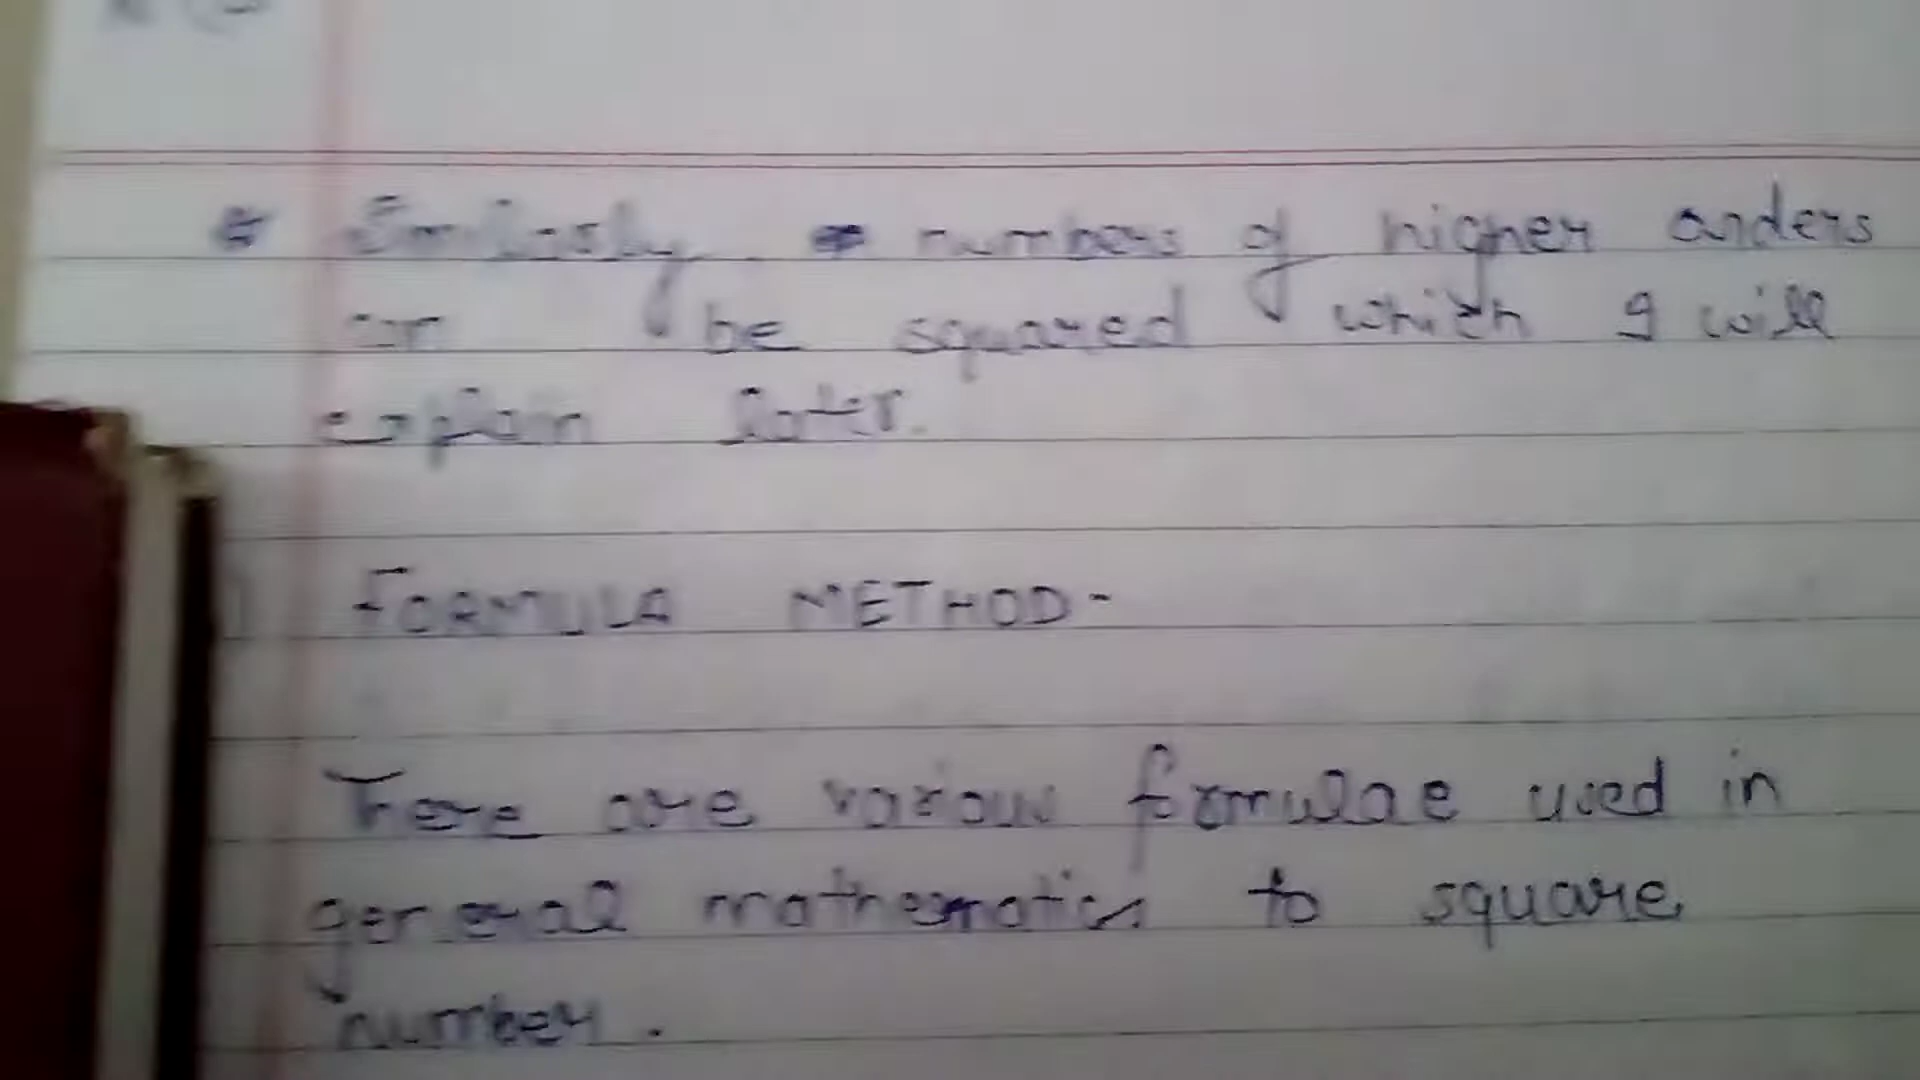 * Similarly numbers of higher orders
can be squared which I will
explain later.
) FORMULA METHOD-
There are various formulae used in
general mathematics to square
number.